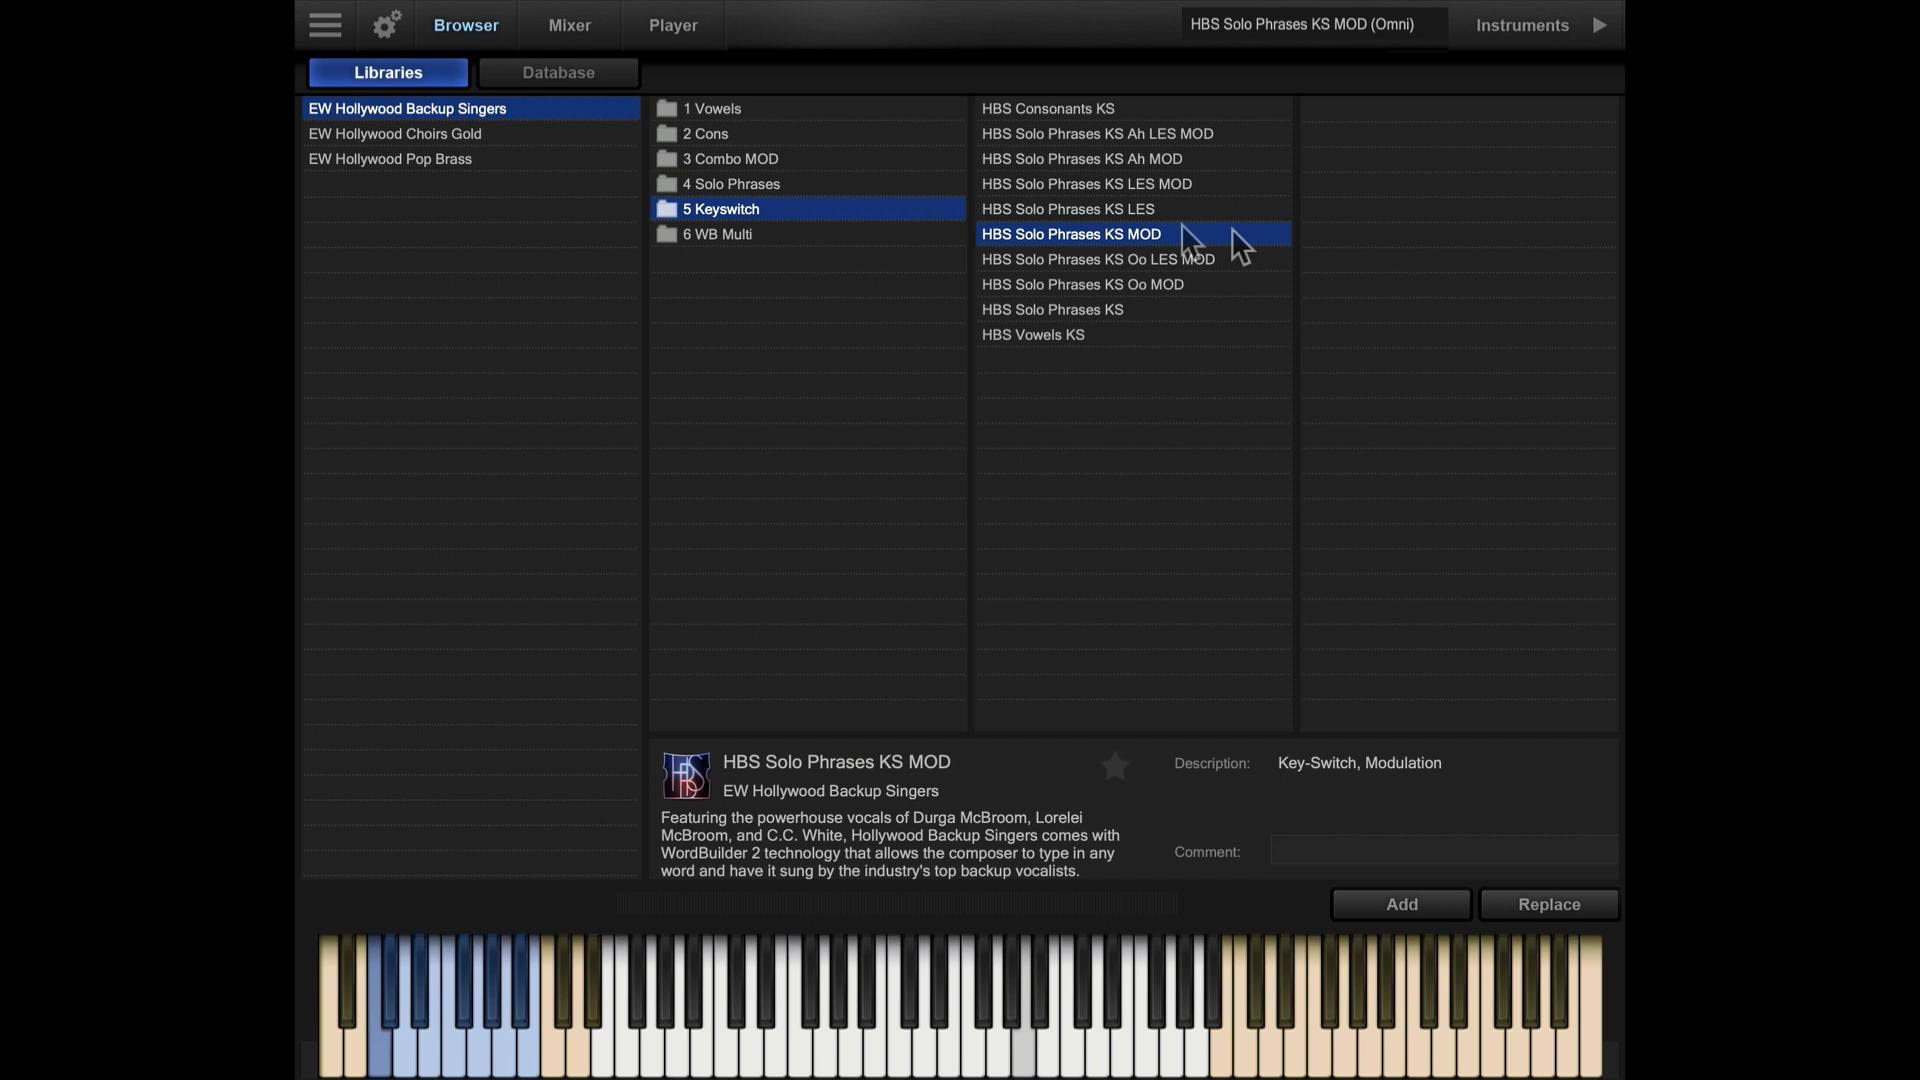 Browser
Mixer
Player
HBS Solo Phrases KS MOD (Omni)
Instruments
Libraries
Database
EW Hollywood Backup Singers
EW Hollywood Choirs Gold
EW Hollywood Pop Brass
1 Vowels
2 Cons
3 Combo MOD
4 Solo Phrases
5 Keyswitch
6 WB Multi
HBS Consonants KS
HBS Solo Phrases KS Ah LES MOD
HBS Solo Phrases KS Ah MOD
HBS Solo Phrases KS LES MOD
HBS Solo Phrases KS LES
HBS Solo Phrases KS MOD
HBS Solo Phrases KS Oo LES MOD
HBS Solo Phrases KS Oo MOD
HBS Solo Phrases KS
HBS Vowels KS
HBS
HBS Solo Phrases KS MOD
EW Hollywood Backup Singers
Featuring the powerhouse vocals of Durga McBroom, Lorelei
McBroom, and C.C. White, Hollywood Backup Singers comes with
WordBuilder 2 technology that allows the composer to type in any
word and have it sung by the industry's top backup vocalists.
Description: Key-Switch, Modulation
Comment:
Add
Replace